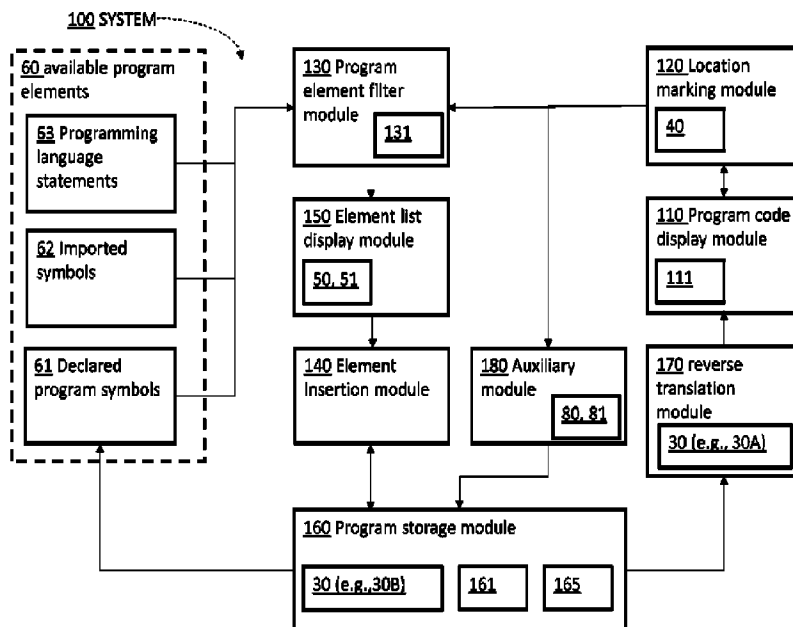 100 SYSTEM
60 available program
elements
63 Programming
language
statements
62 Imported
symbols
61 Declared
program symbols
130 Program
element filter
module
131
150 Element list
display module
50, 51
140 Element
Insertion module
180 Auxiliary
module
80, 81
120 Location
marking module
40
110 Program code
display module
111
170 reverse
translation
module
30 (e.g., 30A)
160 Program storage module
30 (e.g.,30B)
161
165